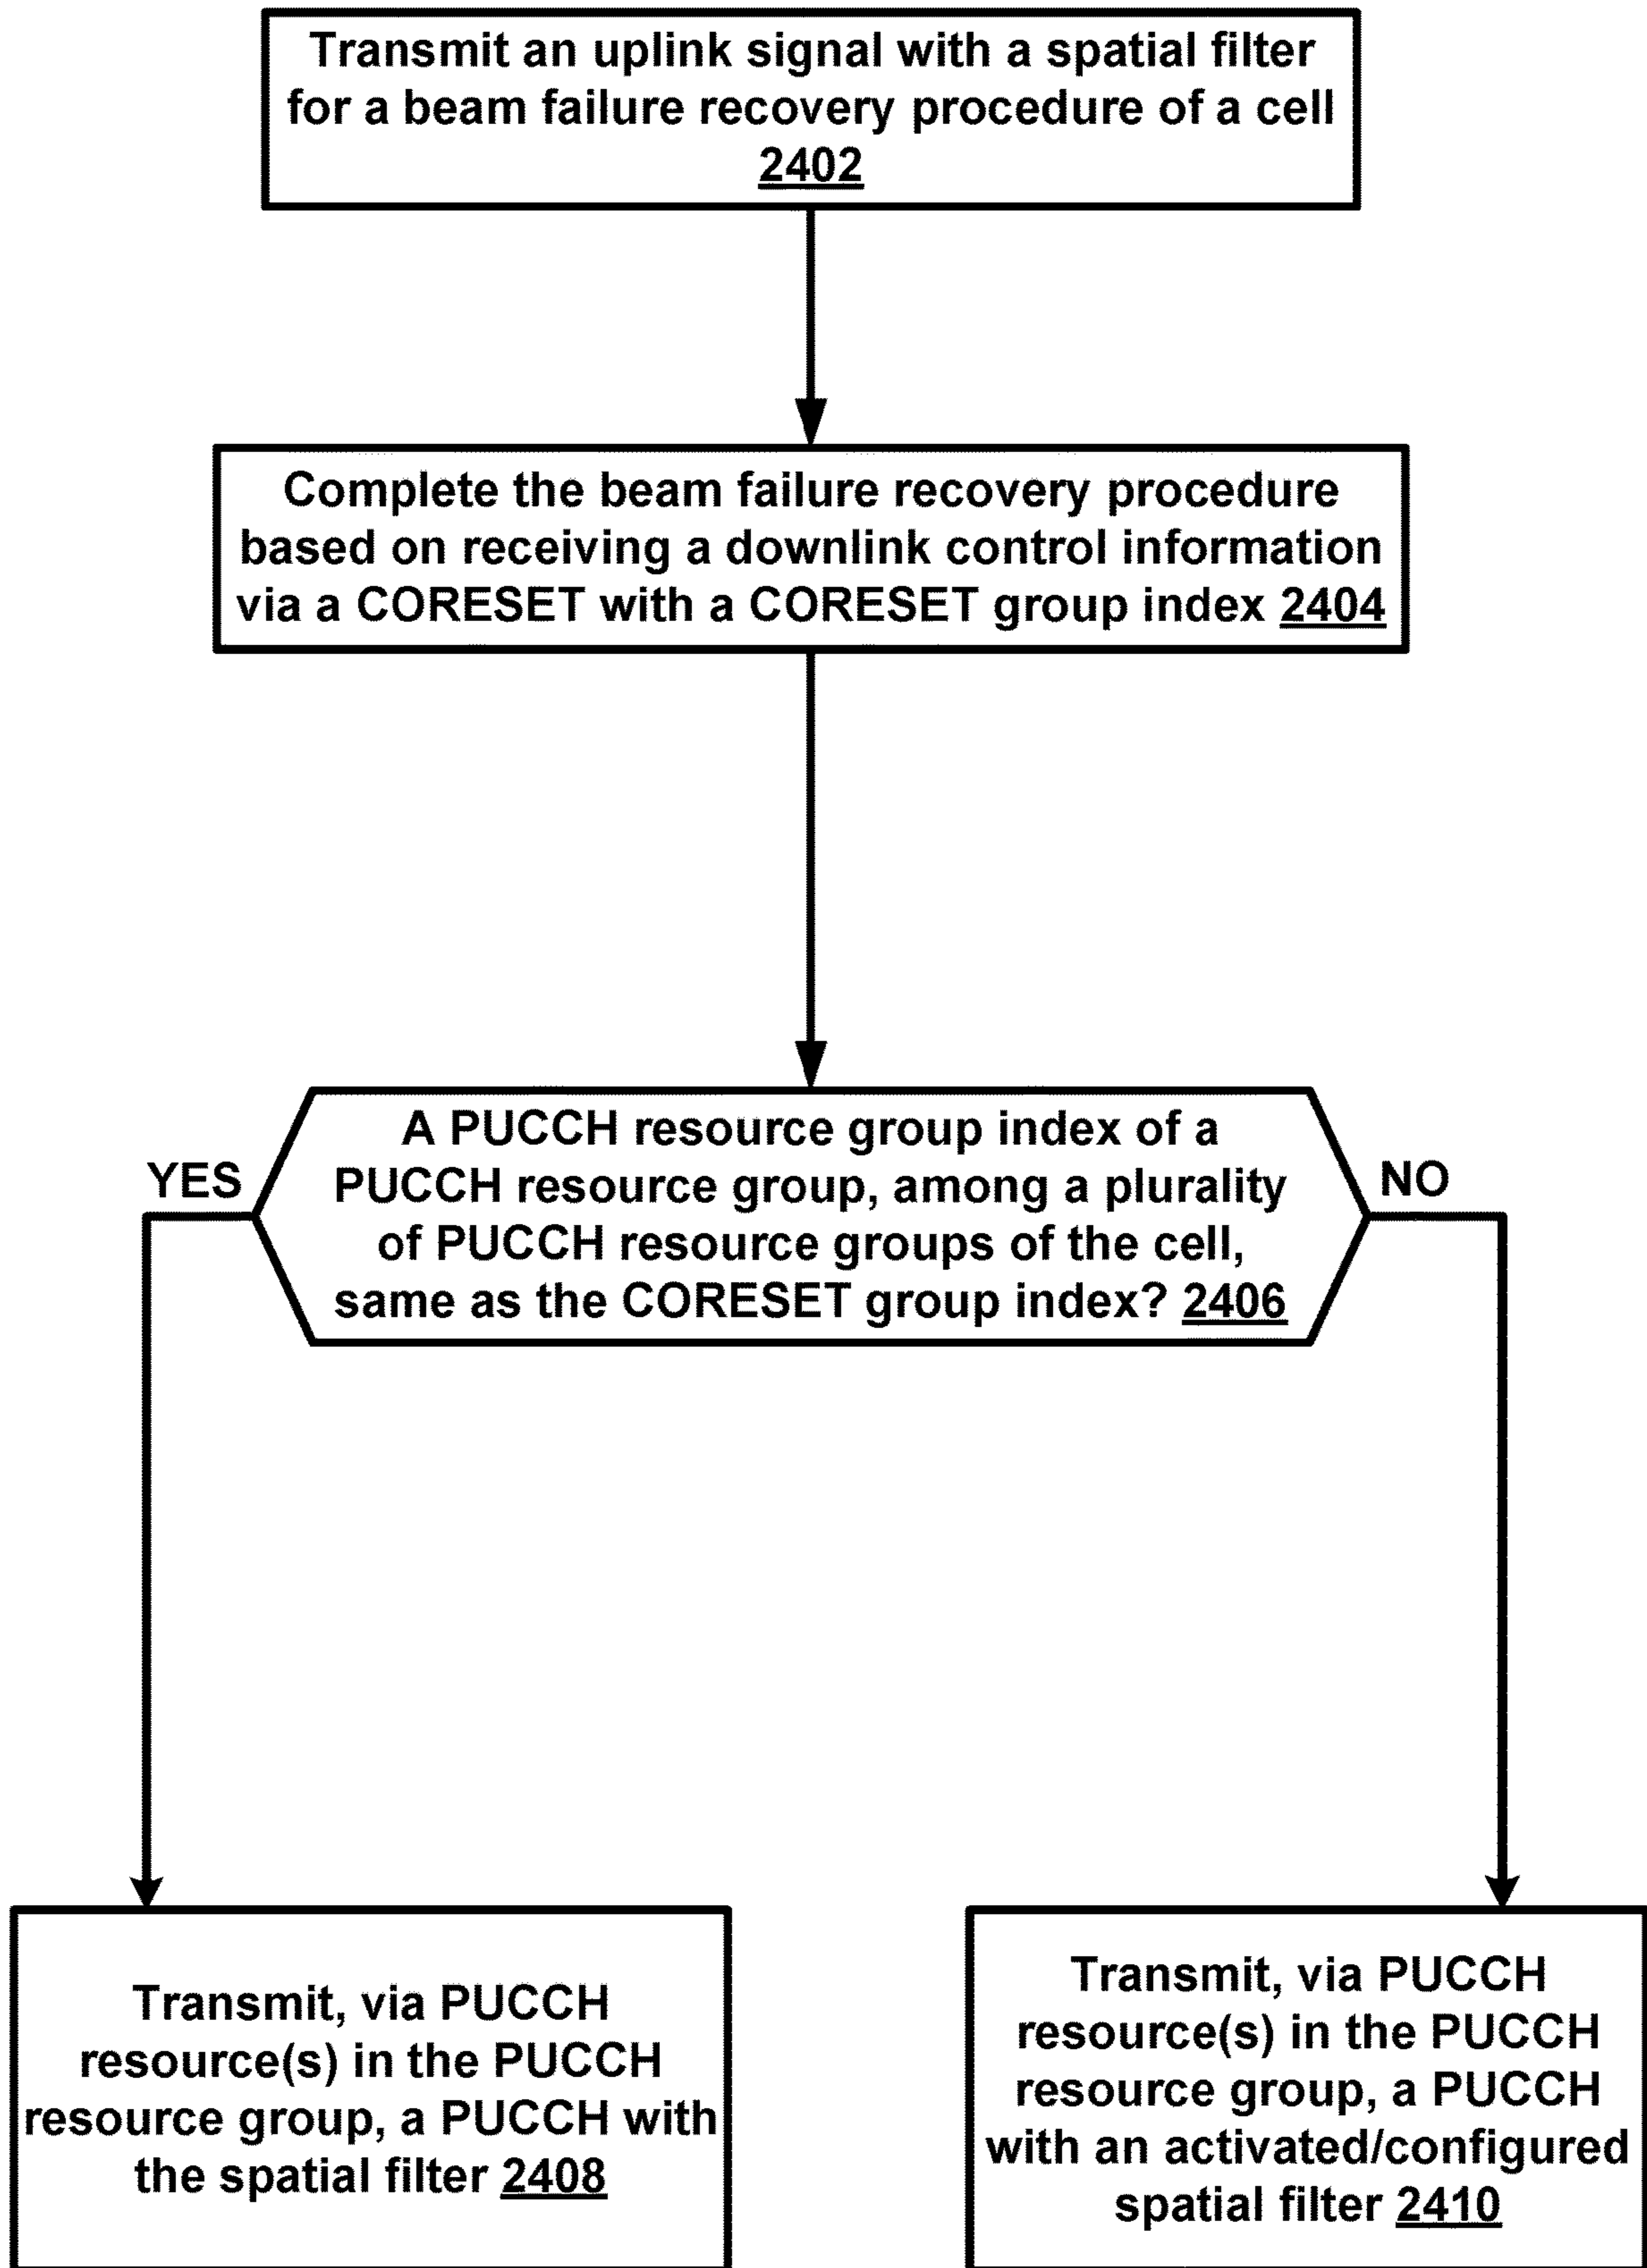 Transmit an uplink signal with a spatial filter
for a beam failure recovery procedure of a cell
2402
Complete the beam failure recovery procedure
based on receiving a downlink control information
via a CORESET with a CORESET group index 2404
A PUCCH resource group index of a
PUCCH resource group, among a plurality
of PUCCH resource groups of the cell,
same as the CORESET group index? 2406
YES
NO
Transmit, via PUCCH
resource(s) in the PUCCH
resource group, a PUCCH with
the spatial filter 2408
Transmit, via PUCCH
resource(s) in the PUCCH
resource group, a PUCCH
with an activated/configured
spatial filter 2410